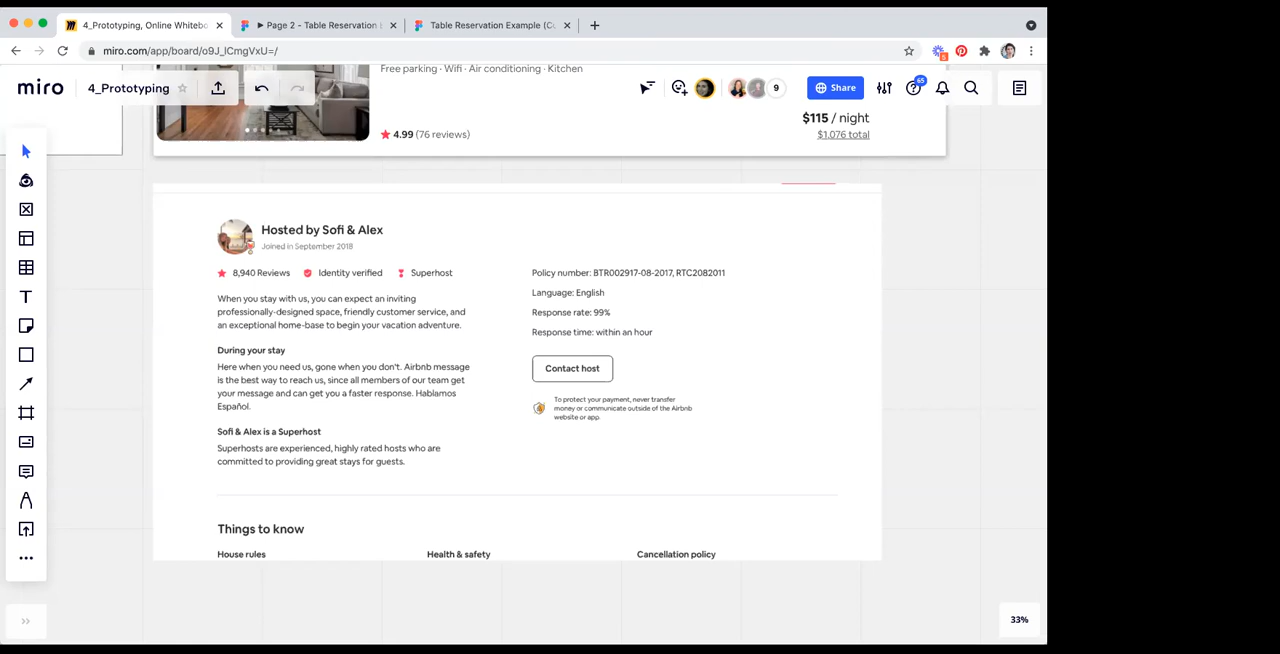 4_Prototyping, Online Whitebo
Page 2 - Table Reservation
Table Reservation Example (Cu
miro.com/app/board/o9J_lCmgVxU=/
Free parking · Wifi · Air conditioning · Kitchen
miro
4_Prototyping
9
Share
65
$115 / night
4.99 (76 reviews)
$1,076 total
Hosted by Sofi & Alex
Joined in September 2018
8,940 Reviews
Identity verified
Superhost
Policy number: BTR002917-08-2017, RTC2082011
Language: English
When you stay with us, you can expect an inviting
professionally-designed space, friendly customer service, and
an exceptional home-base to begin your vacation adventure.
Response rate: 99%
Response time: within an hour
During your stay
Here when you need us, gone when you don't. Airbnb message
is the best way to reach us, since all members of our team get
your message and can get you a faster response. Hablamos
Español.
Contact host
To protect your payment, never transfer
money or communicate outside of the Airbnb
website or app.
Sofi & Alex is a Superhost
Superhosts are experienced, highly rated hosts who are
committed to providing great stays for guests.
Things to know
House rules
Health & safety
Cancellation policy
33%